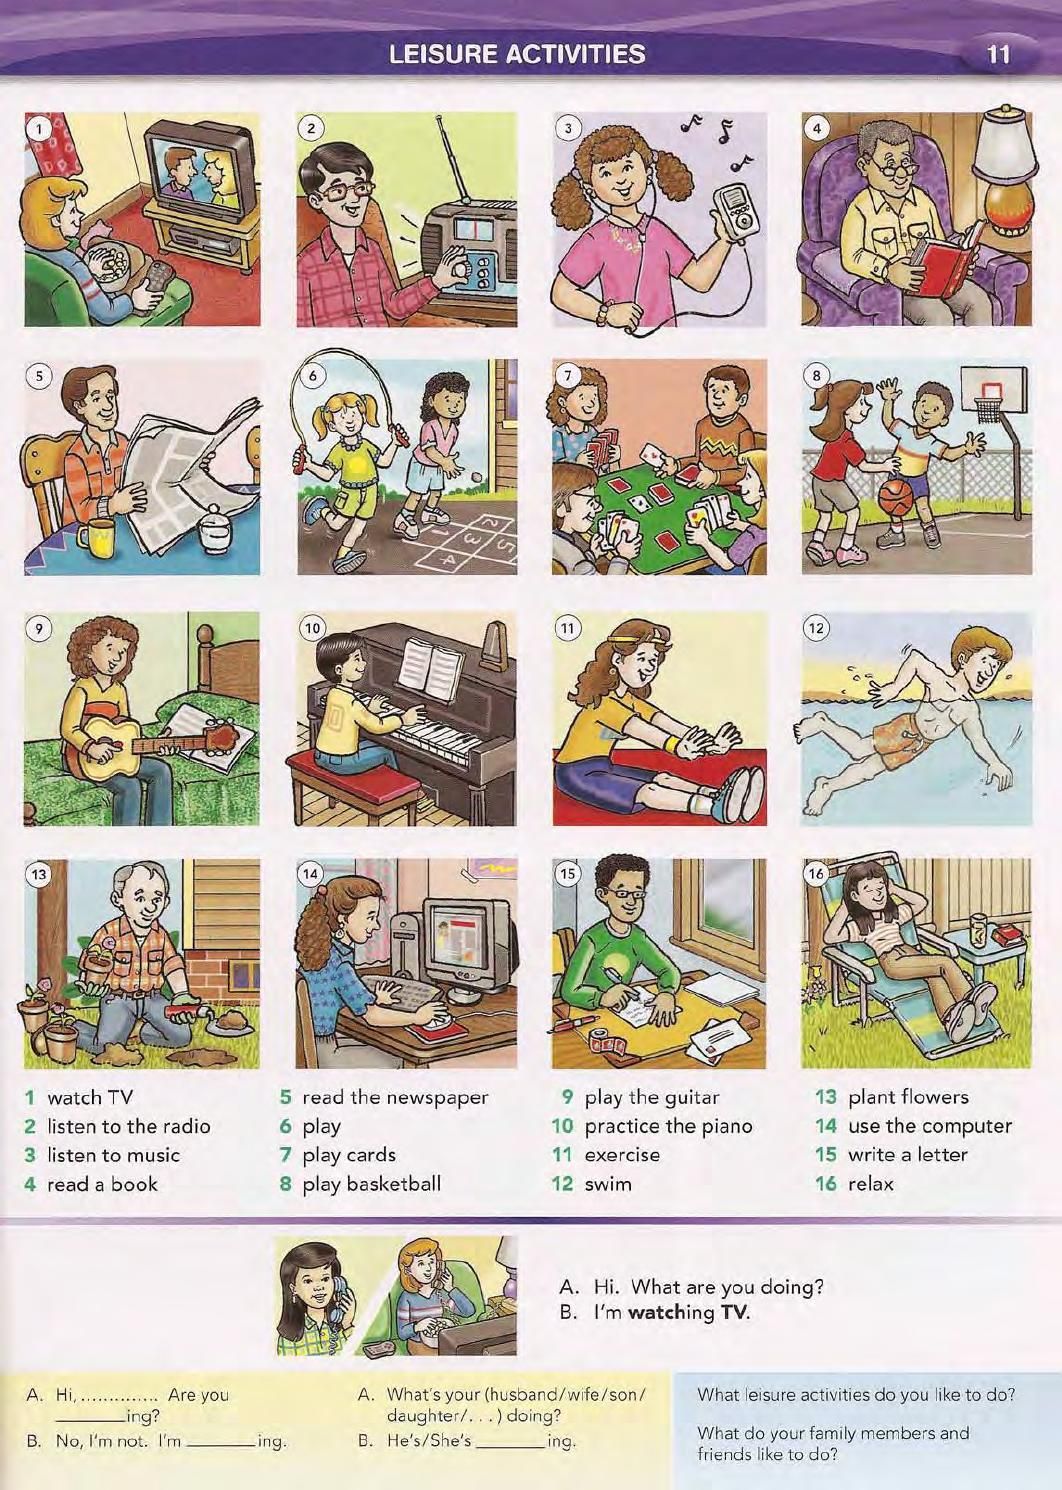 LEISURE ACTIVITIES
11
1
2
3
4
5
6
7
8
9
10
11
12
13
14
15
16
1 watch TV
2 listen to the radio
3 listen to music
4 read a book
5 read the newspaper
6 play
7 play cards
8 play basketball
9 play the guitar
10 practice the piano
11 exercise
12 swim
13 plant flowers
14 use the computer
15 write a letter
16 relax
A. Hi. What are you doing?
B. I'm watching TV.
A. Hi, .............. Are you
________ing?
B. No, I'm not. I'm ________ing.
A. What's your (husband/wife/son/
daughter/. . . ) doing?
B. He's/She's ________ing.
What leisure activities do you like to do?
What do your family members and
friends like to do?